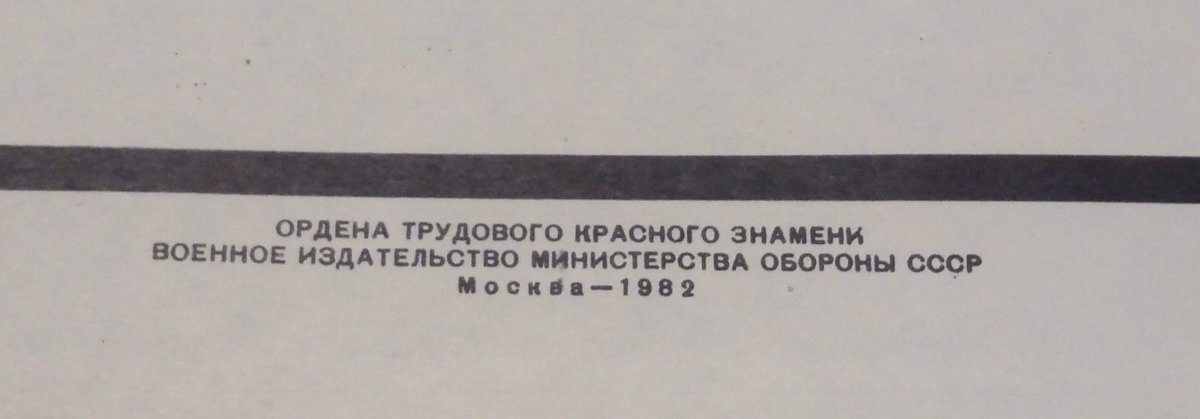 ОРДЕНА ТРУДОВОГО КРАСНОГО ЗНАМЕНИ
ВОЕННОЕ ИЗДАТЕЛЬСТВО МИНИСТЕРСТВА ОБОРОНЫ СССР
Москва—1982